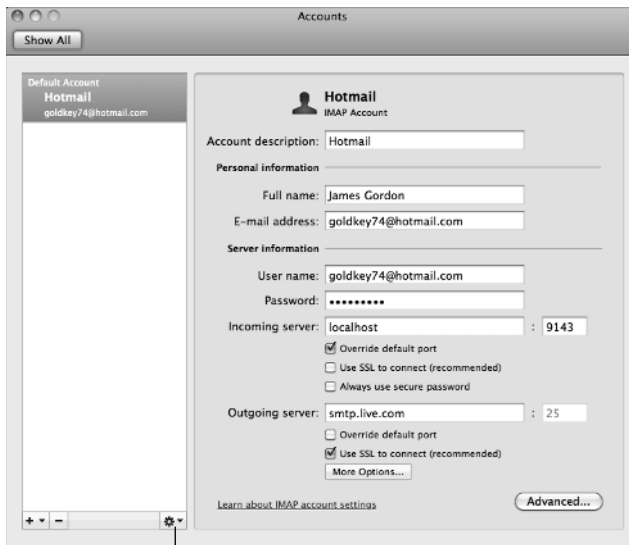 Accounts
Show All
Default Account
Hotmail
goldkey74@hotmail.com
Hotmail
IMAP Account
Account description: Hotmail
Personal information
Full name: James Gordon
E-mail address: goldkey74@hotmail.com
Server information
User name: goldkey74@hotmail.com
Password: •••••••••
Incoming server: localhost : 9143
Override default port
Use SSL to connect (recommended)
Always use secure password
Outgoing server: smtp.live.com : 25
Override default port
Use SSL to connect (recommended)
More Options...
Learn about IMAP account settings
Advanced...